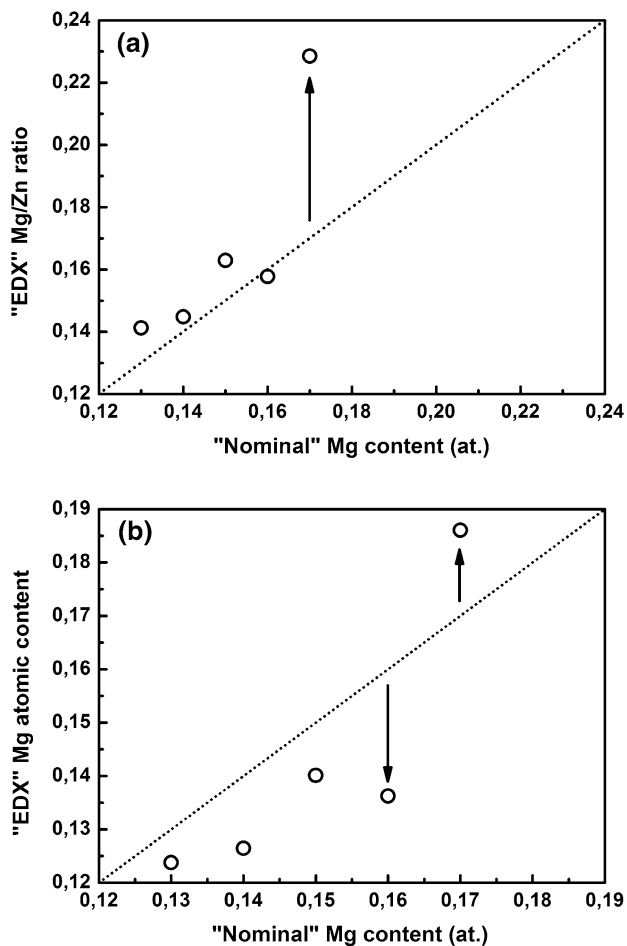 (a)
0,24
0,22
0,20
0,18
0,16
0,14
0,12
"EDX" Mg/Zn ratio
0,12 0,14 0,16 0,18 0,20 0,22 0,24
"Nominal" Mg content (at.)
(b)
0,19
0,18
0,17
0,16
0,15
0,14
0,13
0,12
"EDX" Mg atomic content
0,12 0,13 0,14 0,15 0,16 0,17 0,18 0,19
"Nominal" Mg content (at.)